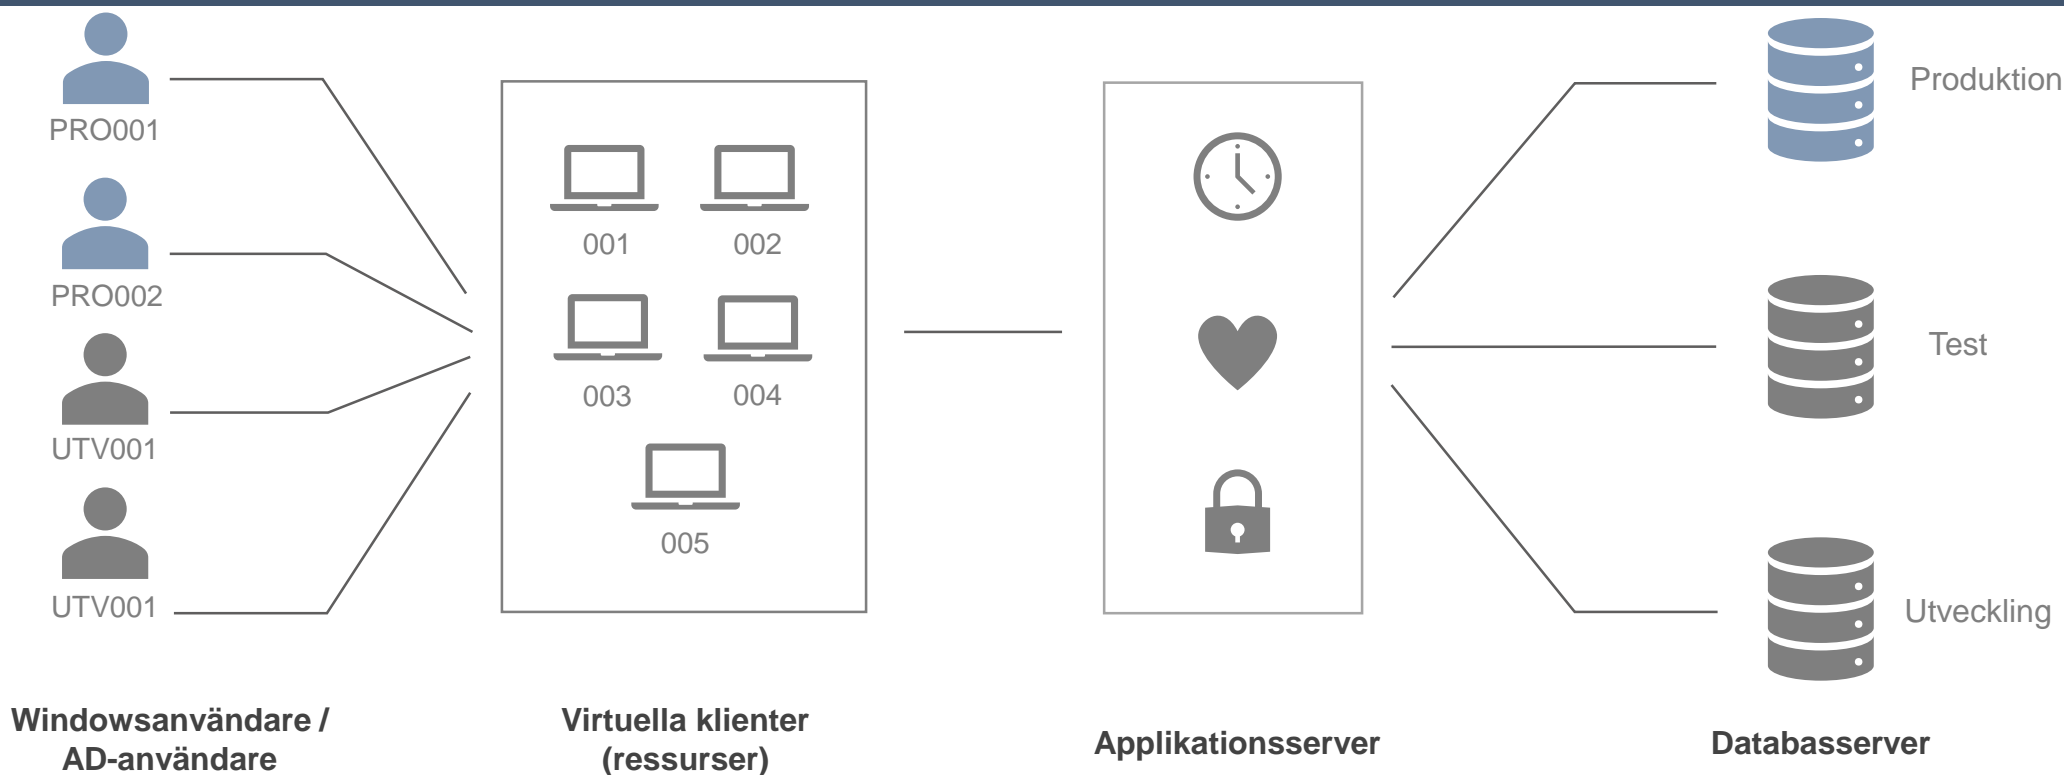 PRO001
PRO002
UTV001
UTV001
Windowsanvändare /
AD-användare
001
002
003
004
005
Virtuella klienter
(ressurser)
Applikationsserver
Produktion
Test
Utveckling
Databasserver